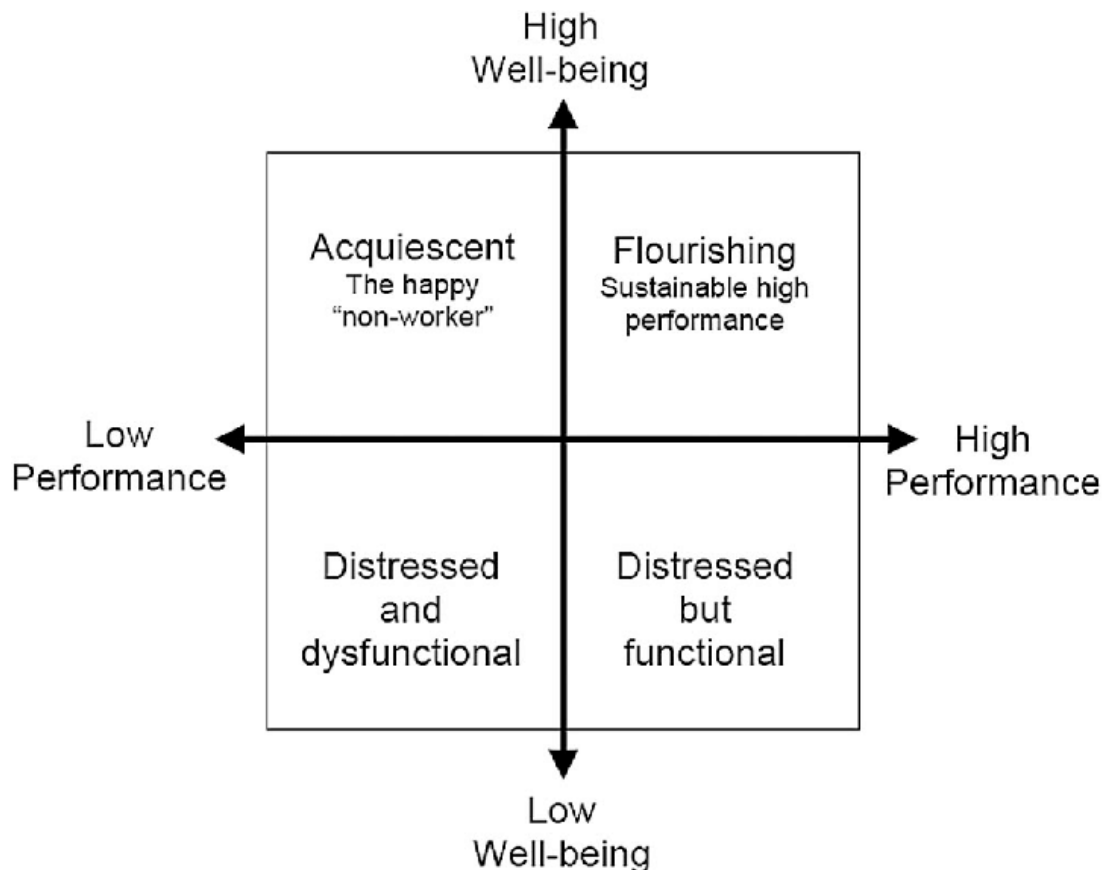 High
Well-being
Acquiescent
The happy
“non-worker”
Flourishing
Sustainable high
performance
Low
Performance
High
Performance
Distressed
and
dysfunctional
Distressed
but
functional
Low
Well-being